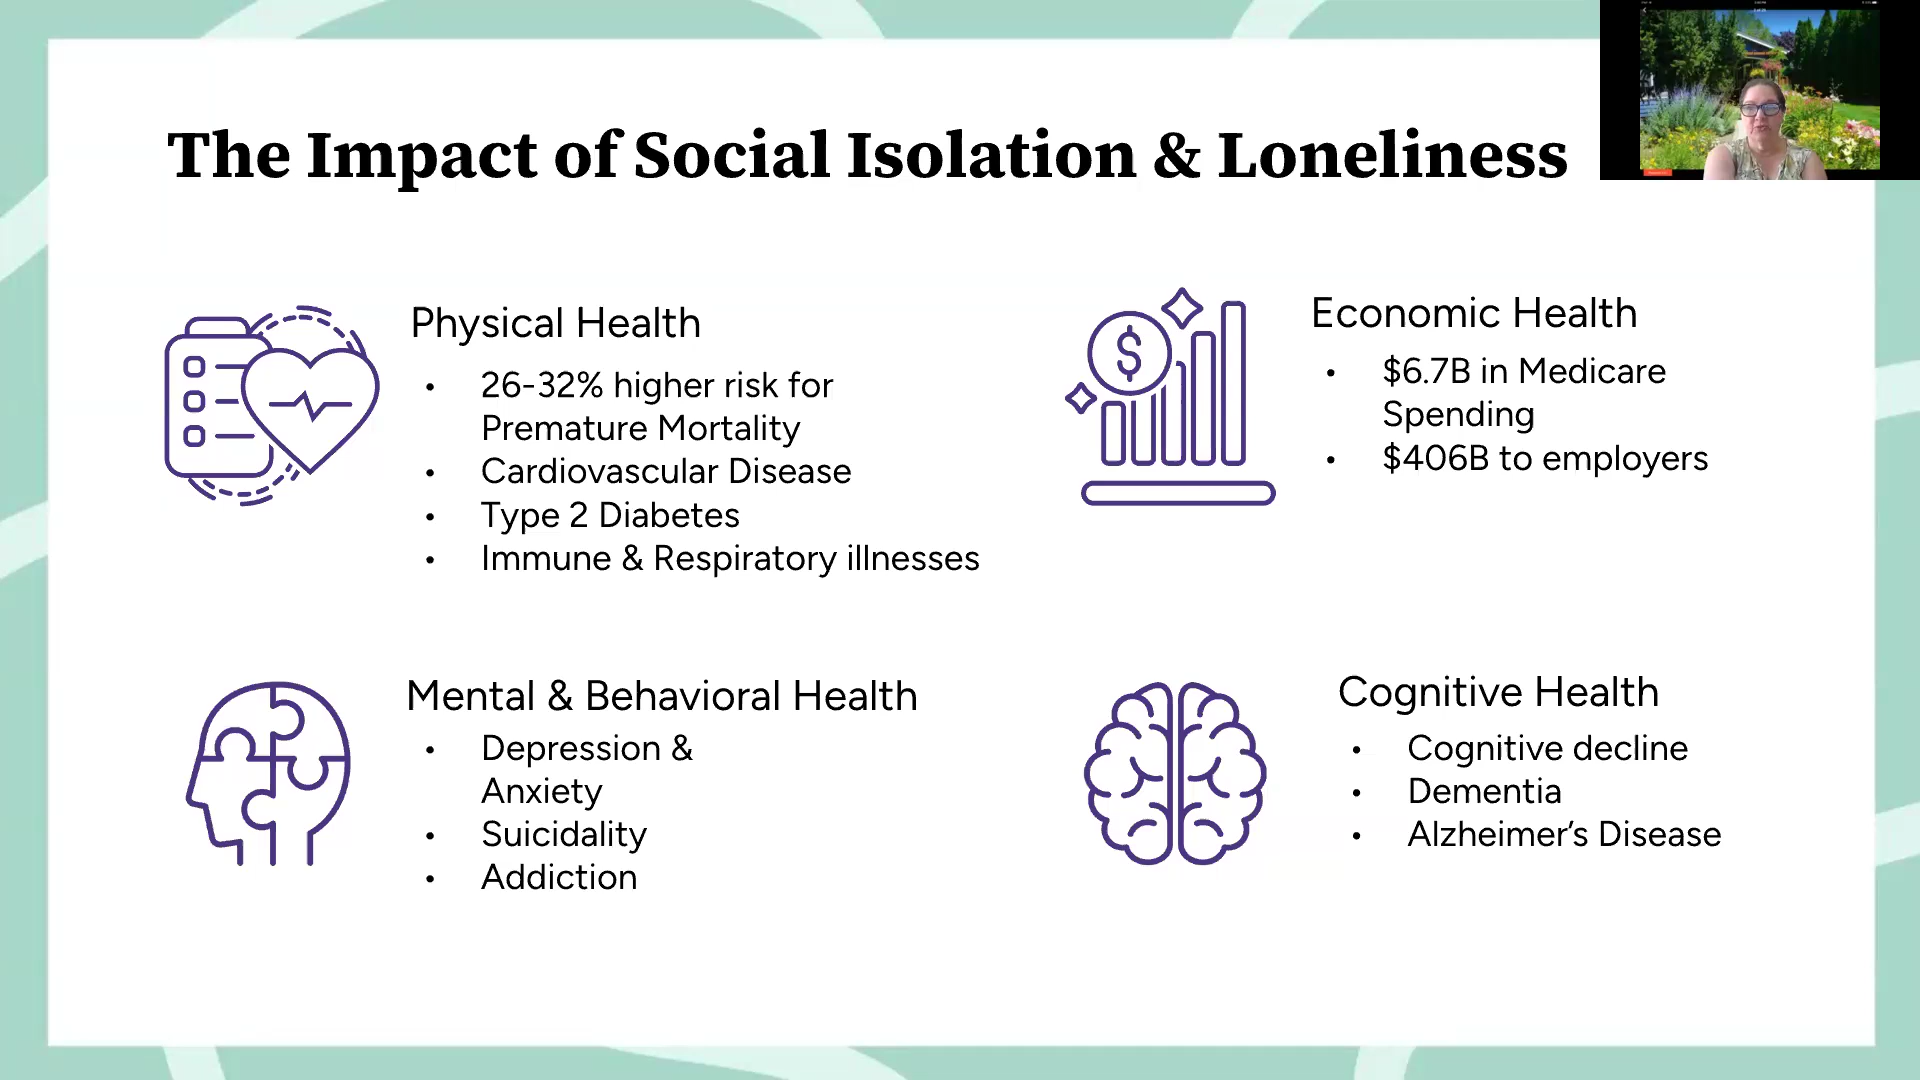 The Impact of Social Isolation & Loneliness
Physical Health
• 26-32% higher risk for
Premature Mortality
• Cardiovascular Disease
• Type 2 Diabetes
• Immune & Respiratory illnesses
$
Economic Health
• $6.7B in Medicare
Spending
• $406B to employers
Mental & Behavioral Health
• Depression &
Anxiety
• Suicidality
• Addiction
Cognitive Health
• Cognitive decline
• Dementia
• Alzheimer’s Disease